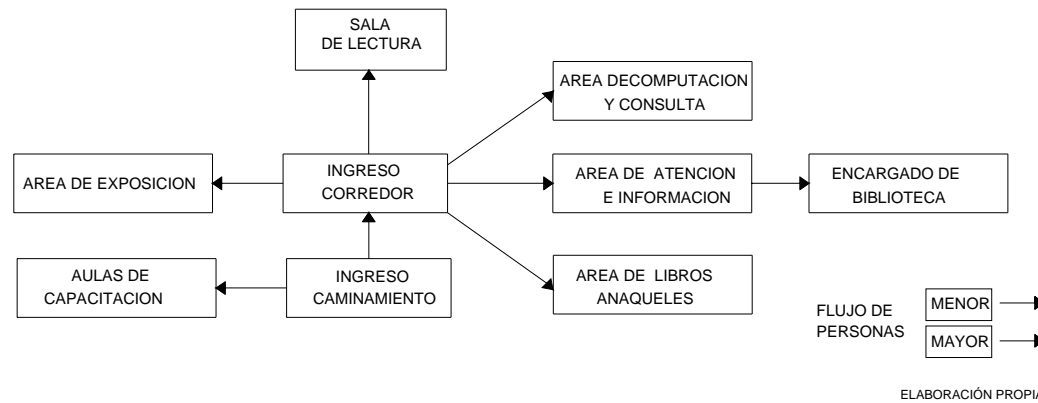 SALA
DE LECTURA
AREA DECOMPUTACION
Y CONSULTA
AREA DE EXPOSICION
INGRESO
CORREDOR
AREA DE ATENCION
E INFORMACION
ENCARGADO DE
BIBLIOTECA
AULAS DE
CAPACITACION
INGRESO
CAMINAMIENTO
AREA DE LIBROS
ANAQUELES
FLUJO DE
PERSONAS
MENOR
MAYOR
ELABORACIÓN PROPIA